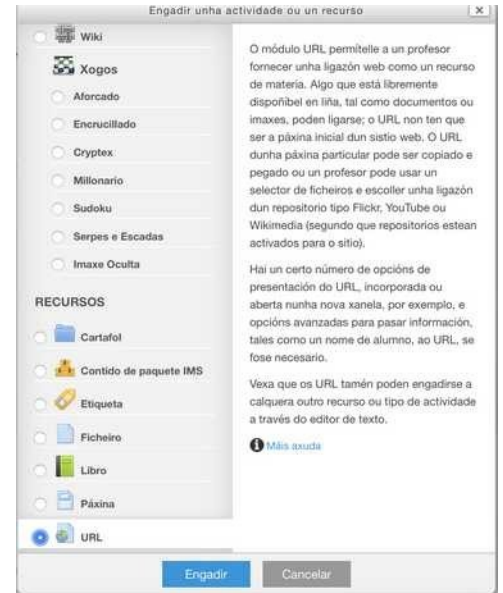 Engadir unha actividade ou un recurso
Wiki
Xogos
Aforcado
Encrucillado
Cryptex
Millonario
Sudoku
Serpes e Escadas
Imaxe Oculta
RECURSOS
Cartafol
Contido de paquete IMS
Etiqueta
Ficheiro
Libro
Páxina
URL
O módulo URL permítelle a un profesor
fornecer unha ligazón web como un recurso
de materia. Algo que está libremente
dispoñíbel en liña, tal como documentos ou
imaxes, poden ligarse; o URL non ten que
ser a páxina inicial dun sistio web. O URL
dunha páxina particular pode ser copiado e
pegado ou un profesor pode usar un
selector de ficheiros e escoller unha ligazón
dun repositorio tipo Flickr, YouTube ou
Wikimedia (segundo que repositorios estean
activados para o sitio).
Hai un certo número de opcións de
presentación do URL, incorporada ou
aberta nunha nova xanela, por exemplo, e
opcións avanzadas para pasar información,
tales como un nome de alumno, ao URL, se
fose necesario.
Vexa que os URL tamén poden engadirse a
calquera outro recurso ou tipo de actividade
a través do editor de texto.
Máis axuda
Engadir
Cancelar